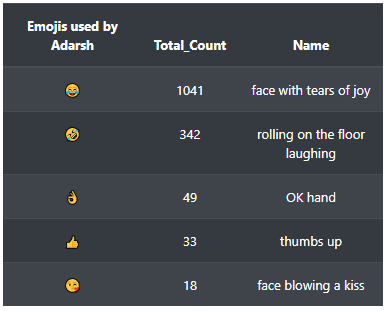 Emojis used by
Adarsh Total_Count Name
😂 1041 face with tears of joy
🤣 342 rolling on the floor
laughing
👌 49 OK hand
👍 33 thumbs up
😘 18 face blowing a kiss